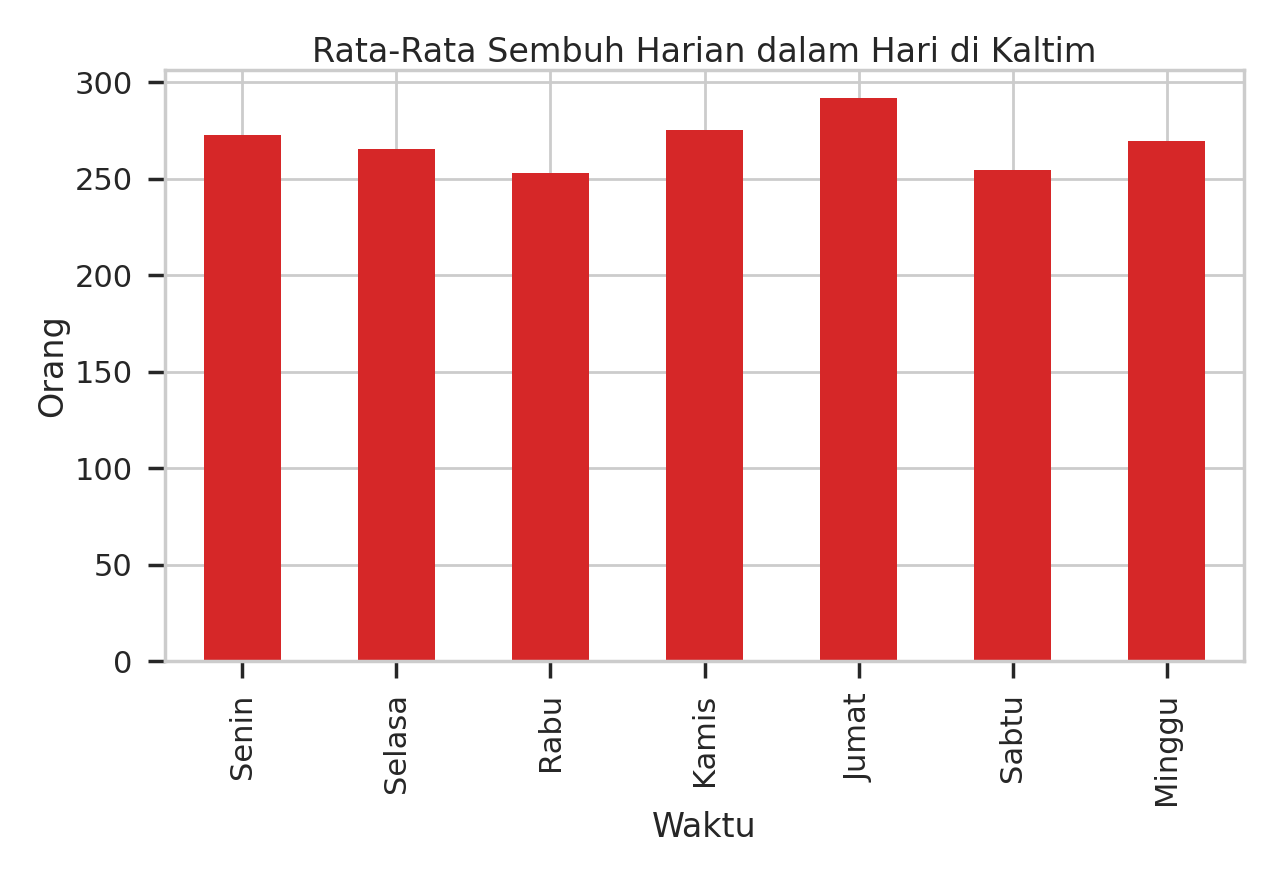 Rata-Rata Sembuh Harian dalam Hari di Kaltim
300
250
200
150
100
50
0
Orang
Senin
Selasa
Rabu
Kamis
Jumat
Sabtu
Minggu
Waktu